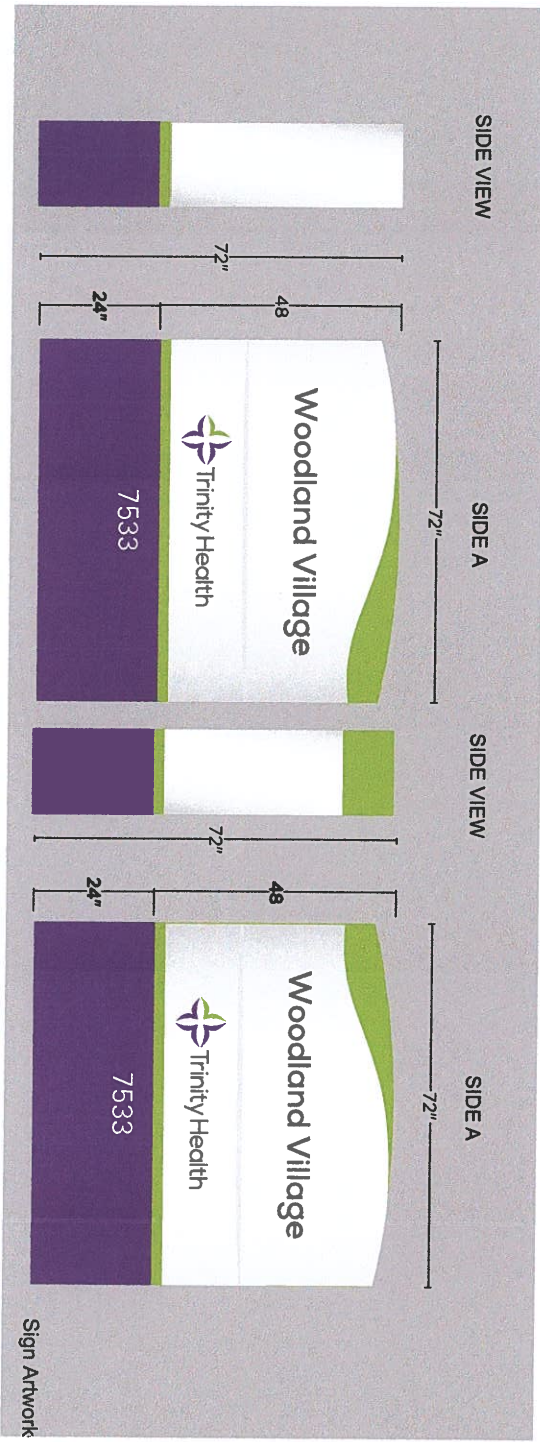 SIDE VIEW
72"
24"
48
SIDE A
72"
Woodland Village
Trinity Health
7533
SIDE VIEW
72"
24"
48
SIDE A
72"
Woodland Village
Trinity Health
7533
Sign Artwork